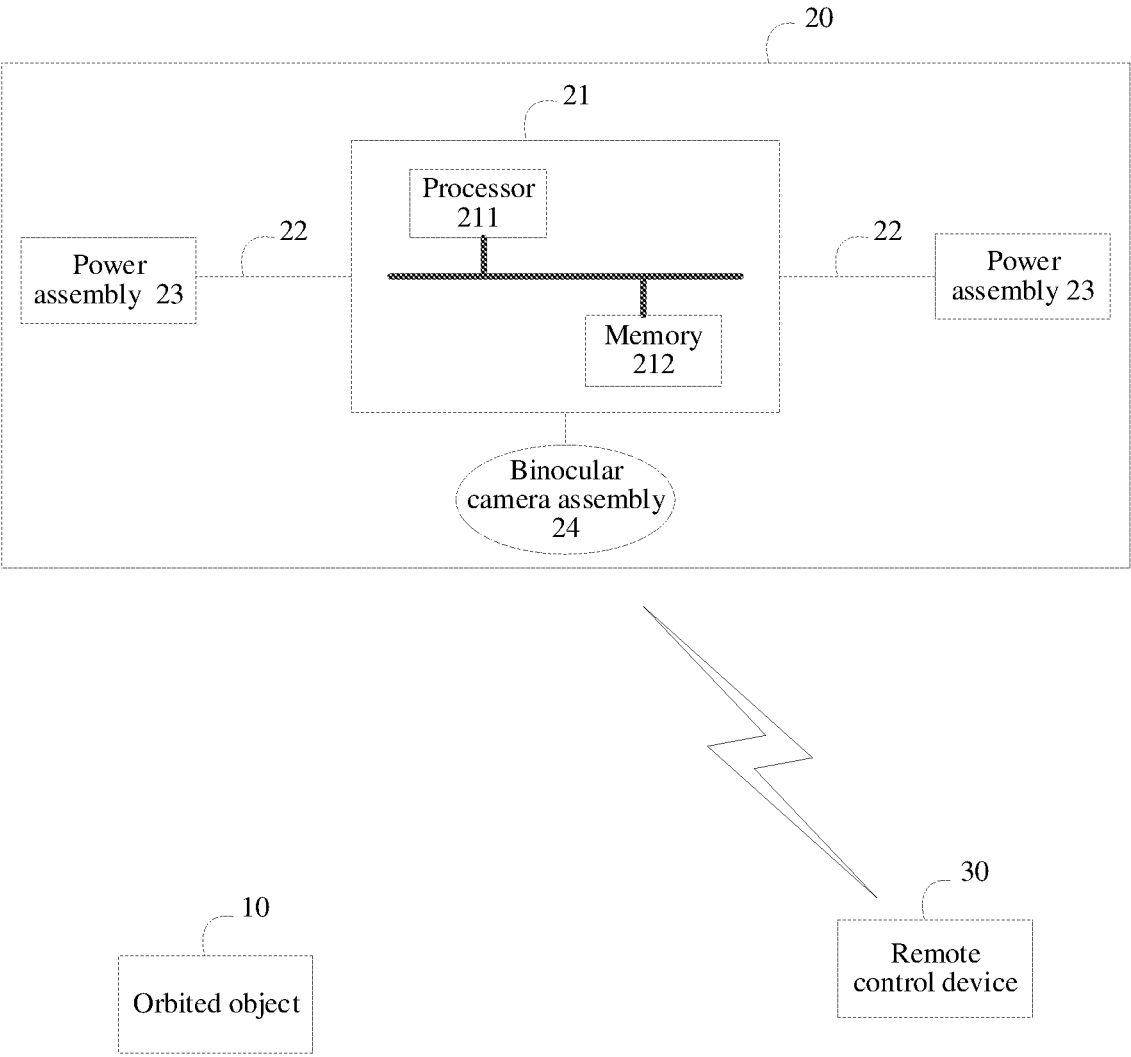 20
21
Processor
211
22
22
Power
assembly 23
Power
assembly 23
Memory
212
Binocular
camera assembly
24
30
10
Remote
control device
Orbited object